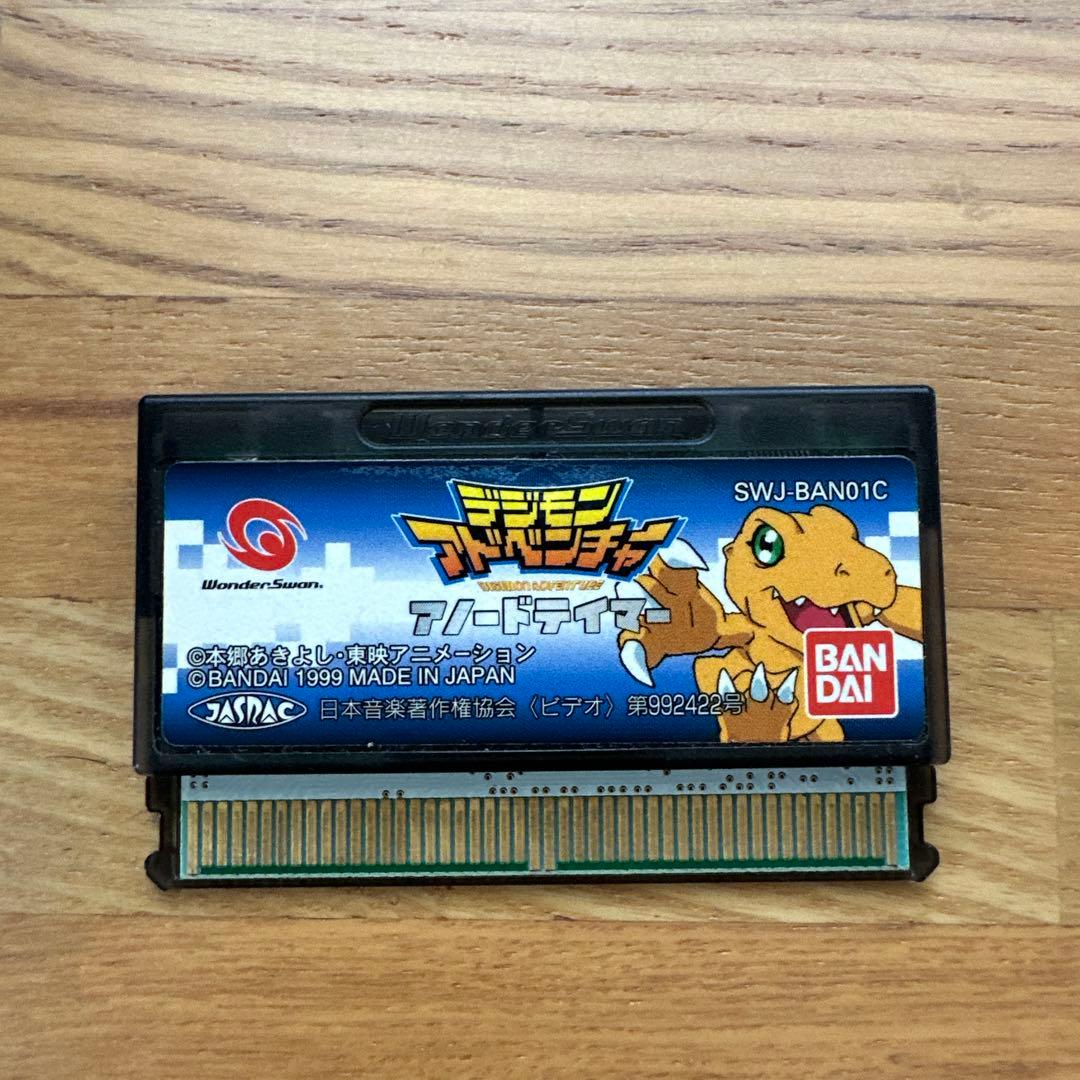 WonderSwan
SWJ-BAN01C
デジモン
アドベンチャー
DIGIMON ADVENTURE
アノードテイマー
WonderSwan.
©本郷あきよし・東映アニメーション
©BANDAI 1999 MADE IN JAPAN
JASRAC 日本音楽著作権協会〈ビデオ〉第992422号
BAN
DAI